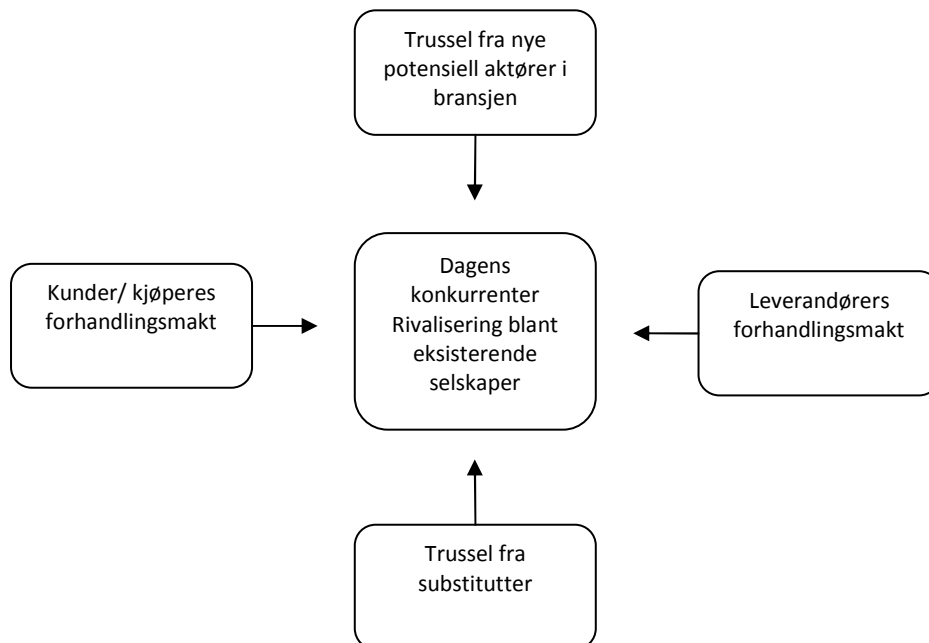 Trussel fra nye
potensiell aktører i
bransjen
Kunder/ kjøperes
forhandlingsmakt
Dagens
konkurrenter
Rivalisering blant
eksisterende
selskaper
Leverandørers
forhandlingsmakt
Trussel fra
substitutter